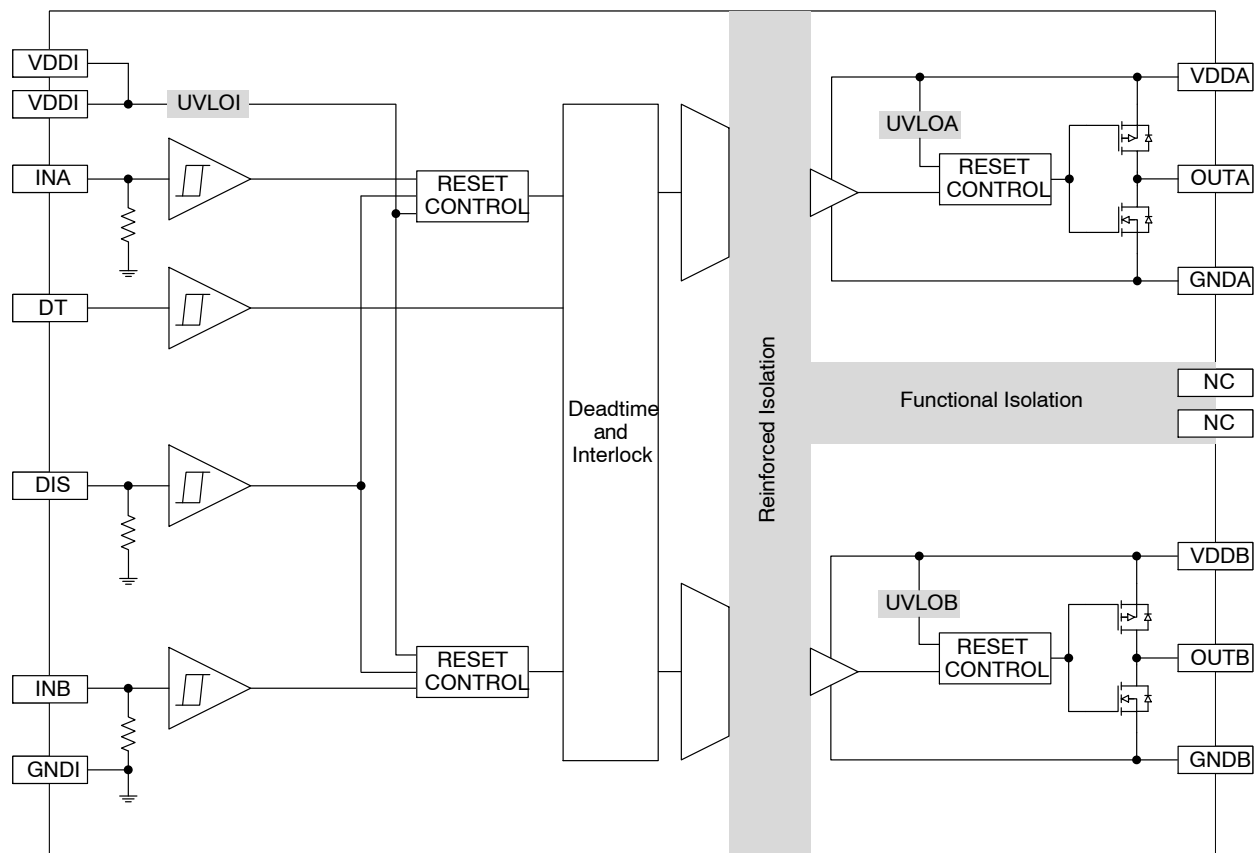 VDDI
VDDI
UVLOI
INA
RESET
CONTROL
DT
DIS
INB
RESET
CONTROL
GNDI
Deadtime
and
Interlock
Reinforced Isolation
VDDA
UVLOA
RESET
CONTROL
OUTA
GNDA
Functional Isolation
NC
NC
VDDB
UVLOB
RESET
CONTROL
OUTB
GNDB